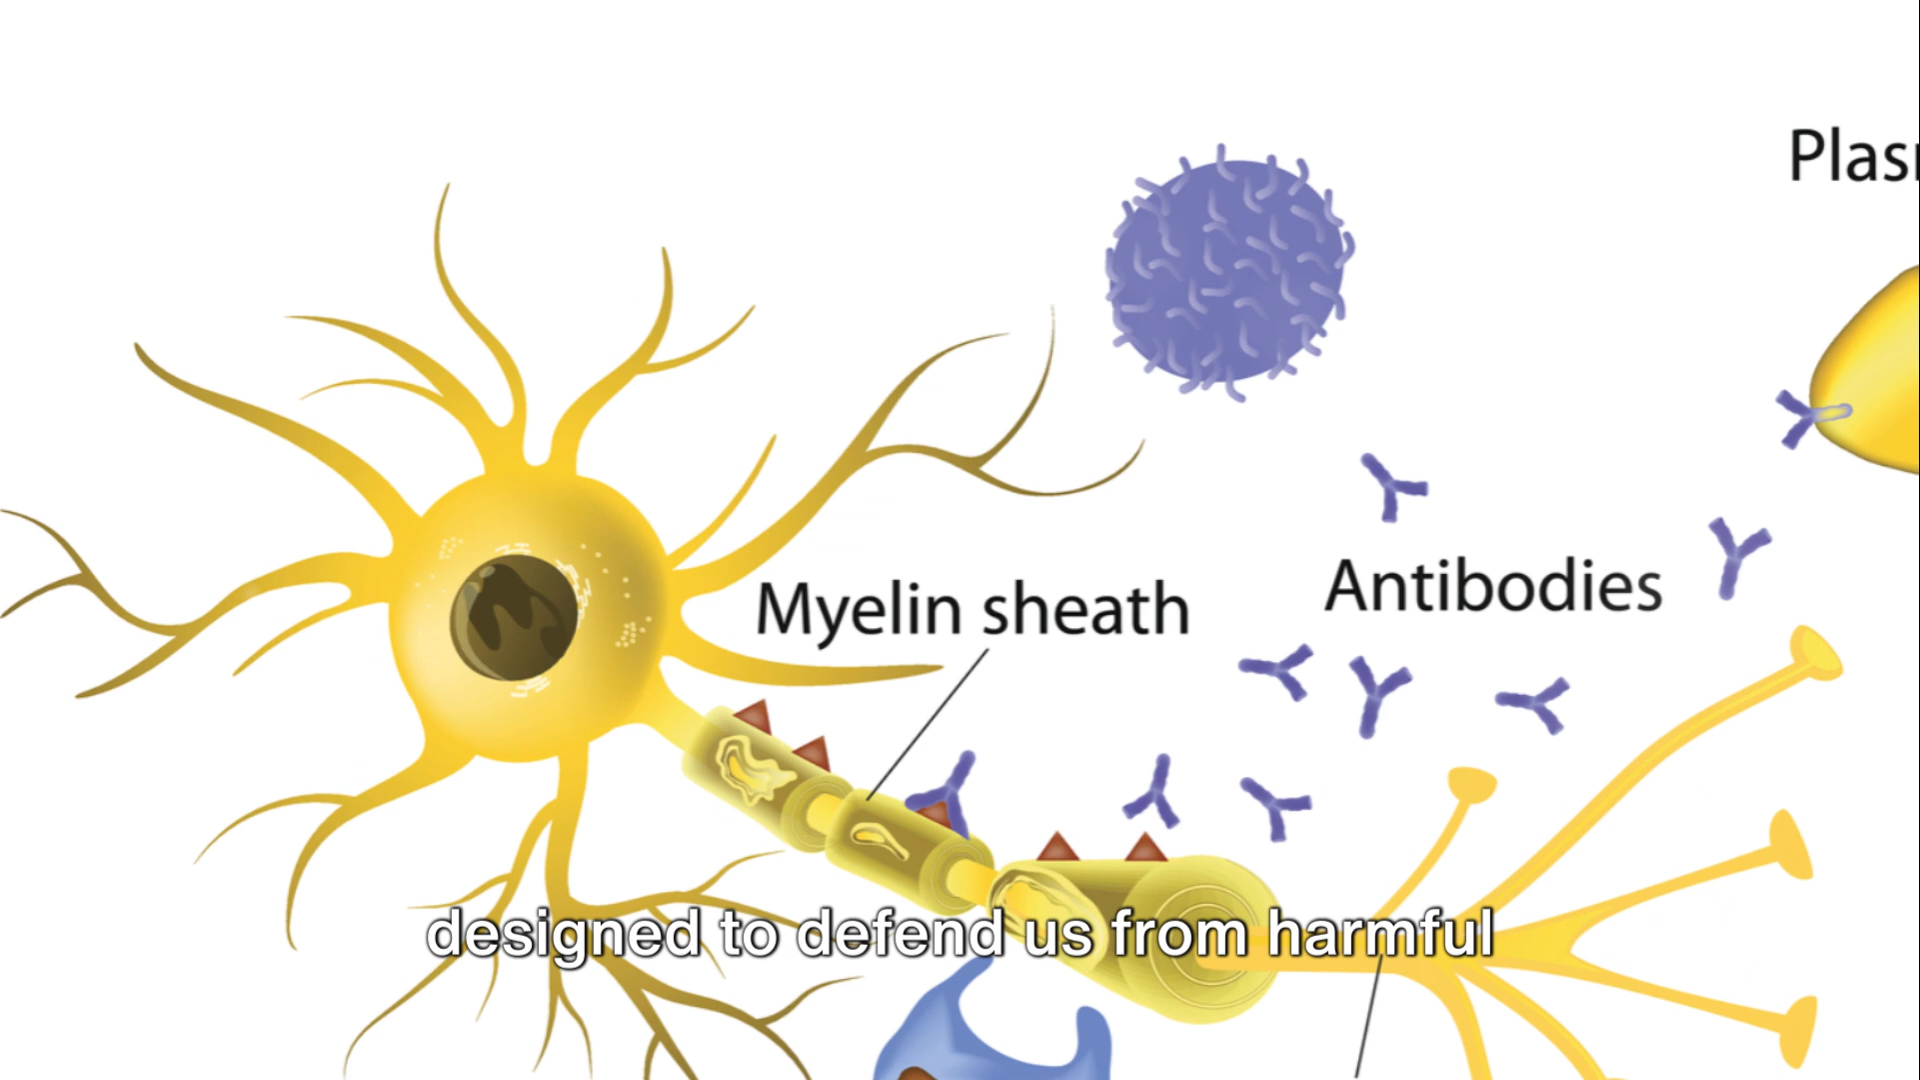 Plas
Myelin sheath
Antibodies
designed to defend us from harmful